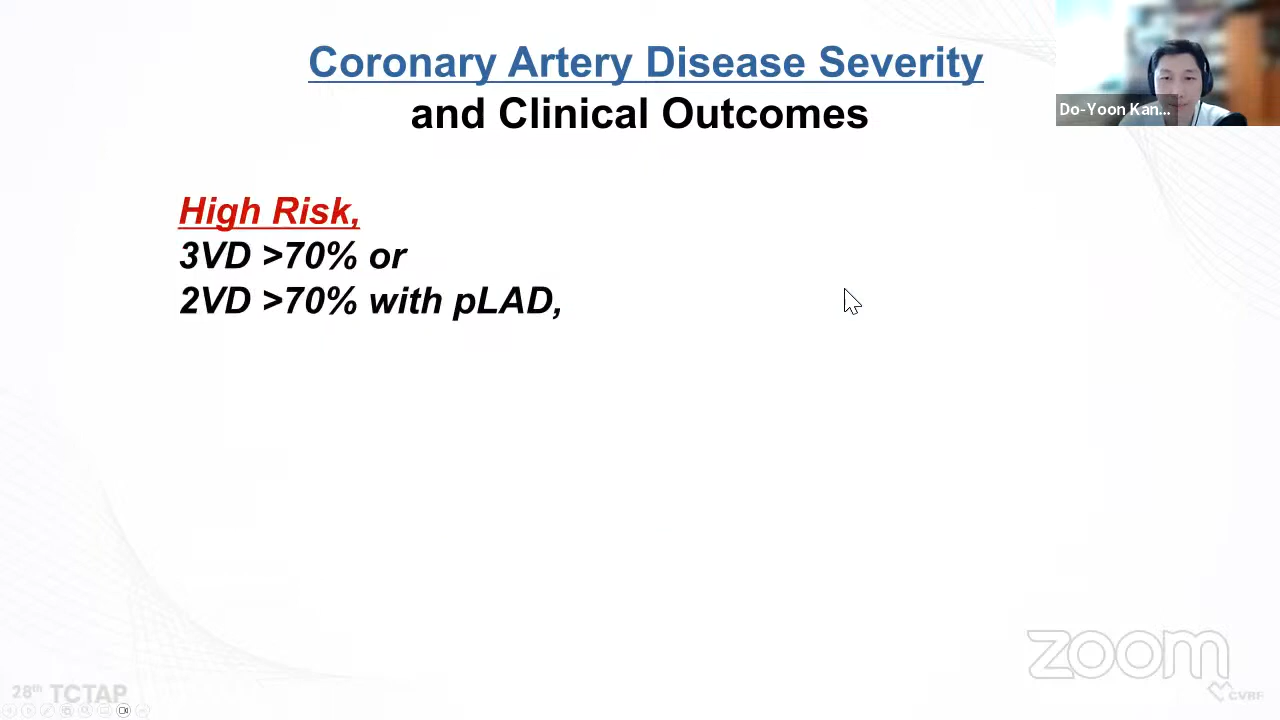 Coronary Artery Disease Severity
and Clinical Outcomes
Do-Yoon Kan...
High Risk,
3VD >70% or
2VD >70% with pLAD,
zoom
28th TCTAP
CVRF